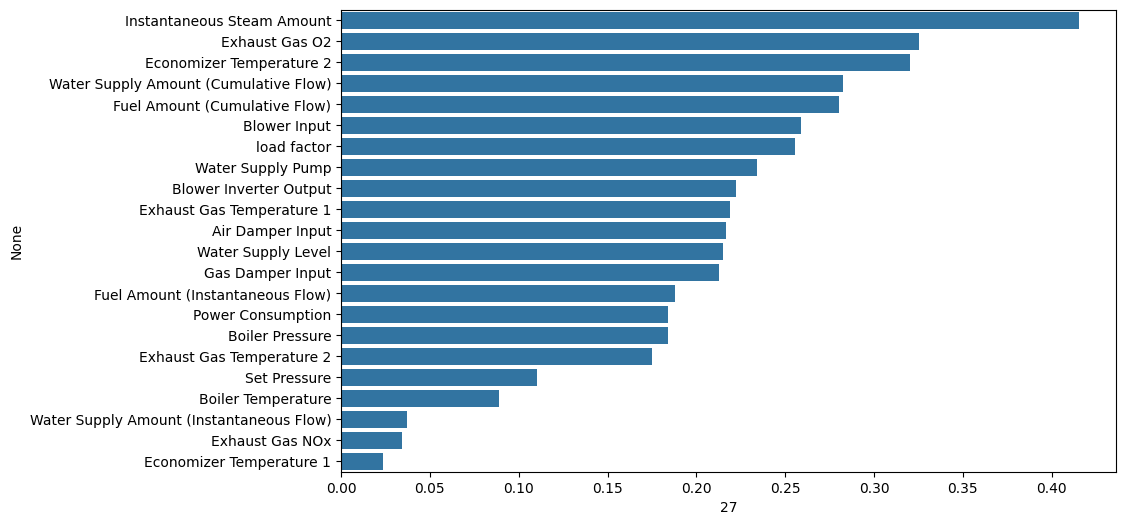 Instantaneous Steam Amount
Exhaust Gas O2
Economizer Temperature 2
Water Supply Amount (Cumulative Flow)
Fuel Amount (Cumulative Flow)
Blower Input
load factor
Water Supply Pump
Blower Inverter Output
Exhaust Gas Temperature 1
Air Damper Input
Water Supply Level
Gas Damper Input
Fuel Amount (Instantaneous Flow)
Power Consumption
Boiler Pressure
Exhaust Gas Temperature 2
Set Pressure
Boiler Temperature
Water Supply Amount (Instantaneous Flow)
Exhaust Gas NOx
Economizer Temperature 1
None
0.00 0.05 0.10 0.15 0.20 0.25 0.30 0.35 0.40
27